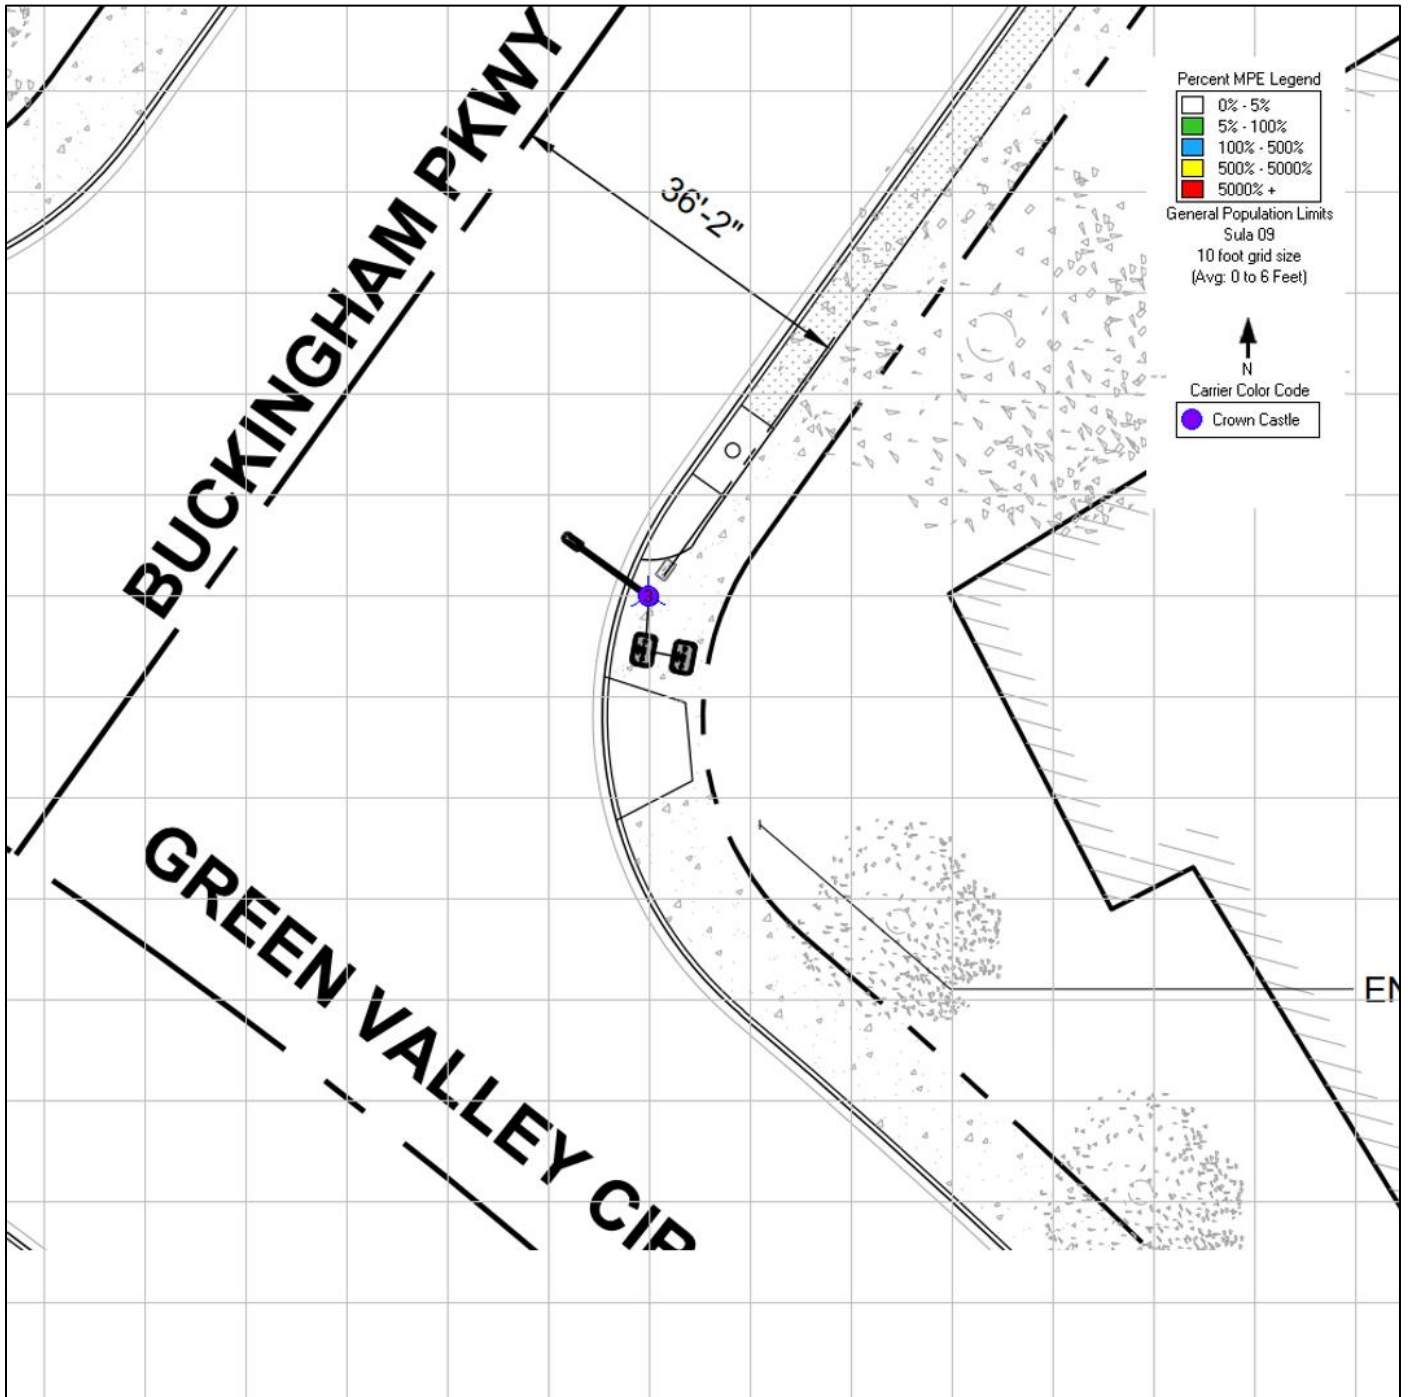 BUCKINGHAM PKWY
36'-2"
Percent MPE Legend
0% - 5%
5% - 100%
100% - 500%
500% - 5000%
5000% +
General Population Limits
Sula 09
10 foot grid size
(Avg: 0 to 6 Feet)
N
Carrier Color Code
Crown Castle
3
GREEN VALLEY CIR
EN